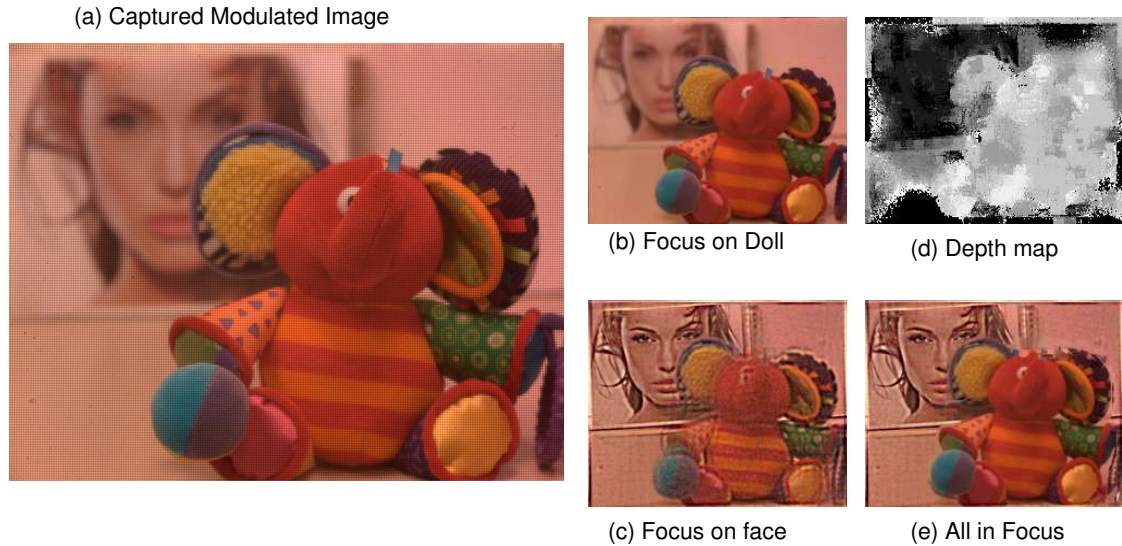 (a) Captured Modulated Image
(b) Focus on Doll
(d) Depth map
(c) Focus on face
(e) All in Focus